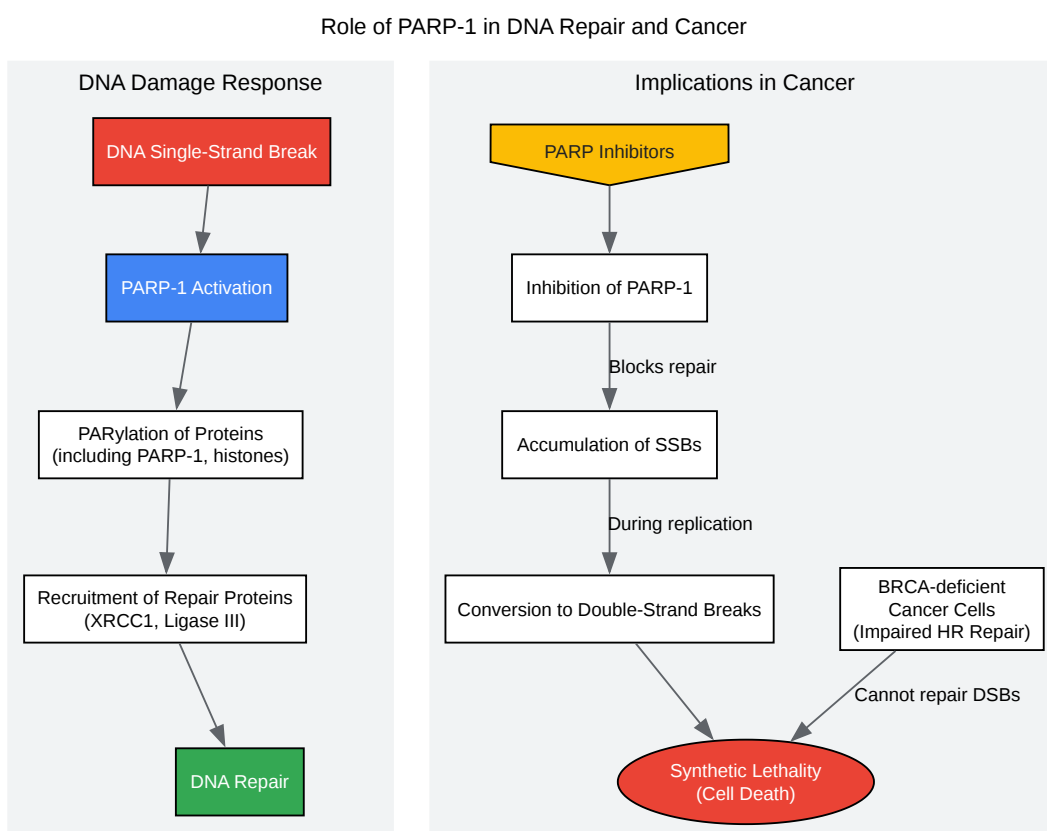 Role of PARP-1 in DNA Repair and Cancer
DNA Damage Response
DNA Single-Strand Break
PARP-1 Activation
PARylation of Proteins
(including PARP-1, histones)
Recruitment of Repair Proteins
(XRCC1, Ligase III)
DNA Repair
Implications in Cancer
PARP Inhibitors
Inhibition of PARP-1
Blocks repair
Accumulation of SSBs
During replication
Conversion to Double-Strand Breaks
BRCA-deficient
Cancer Cells
(Impaired HR Repair)
Cannot repair DSBs
Synthetic Lethality
(Cell Death)